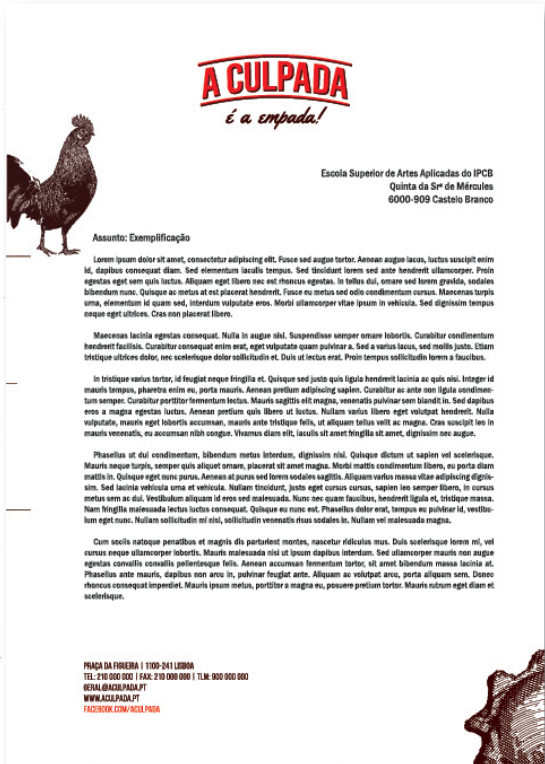 A CULPADA
é a empada!
Escola Superior de Artes Aplicadas do IPCB
Quinta da Srª de Mércules
6000-909 Castelo Branco
Assunto: Exemplificação
Lorem ipsum dolor sit amet, consectetur adipiscing elit. Fusce sed augue tortor. Aenean augue lacus, luctus suscipit enim
id, dapibus consequat diam. Sed elementum iaculis tempus. Sed tincidunt lorem sed ante hendrerit ullamcorper. Proin
egestas eget sem quis luctus. Aliquam eget libero nec est rhoncus egestas. In tellus dui, ornare sed lorem gravida, sodales
bibendum nunc. Quisque ac metus at est placerat hendrerit. Fusce eu metus sed odio condimentum cursus. Maecenas turpis
urna, elementum id quam sed, interdum vulputate eros. Morbi ullamcorper vitae ipsum in vehicula. Sed dignissim tempus
neque eget ultrices. Cras non placerat libero.
Maecenas lacinia egestas consequat. Nulla in augue nisl. Suspendisse semper ornare lobortis. Curabitur condimentum
hendrerit facilisis. Curabitur consequat enim erat, eget vulputate quam pulvinar a. Sed a varius lacus, sed mollis justo. Etiam
tristique ultrices dolor, nec scelerisque dolor sollicitudin et. Duis ut lectus erat. Proin tempus sollicitudin lorem a faucibus.
In tristique varius tortor, id feugiat neque fringilla et. Quisque sed justo quis ligula hendrerit lacinia ac quis nisi. Integer id
mauris tempus, pharetra enim eu, porta mauris. Aenean pretium adipiscing sapien. Curabitur ac ante non ligula condimen-
tum semper. Curabitur porttitor fermentum lectus. Mauris sagittis elit magna, venenatis pulvinar sem blandit in. Sed dapibus
eros a magna egestas luctus. Aenean pretium quis libero ut luctus. Nullam varius libero eget volutpat hendrerit. Nulla
vulputate, mauris eget lobortis accumsan, mauris ante tristique felis, ut aliquam tellus velit ac magna. Cras suscipit leo in
mauris venenatis, eu accumsan nibh congue. Vivamus diam elit, iaculis sit amet fringilla sit amet, dignissim nec augue.
Phasellus ut dui condimentum, bibendum metus interdum, dignissim nisl. Quisque dictum ut sapien vel scelerisque.
Mauris neque turpis, semper quis aliquet ornare, placerat sit amet magna. Morbi mattis condimentum libero, eu porta diam
mattis in. Quisque eget nunc purus. Aenean at purus sed lorem sodales sagittis. Aliquam varius massa vitae adipiscing dignis-
sim. Sed lacinia vehicula urna et vehicula. Nullam tincidunt, justo eget cursus cursus, sapien leo semper libero, in cursus
metus sem ac dui. Vestibulum aliquam id eros sed malesuada. Nunc nec quam faucibus, hendrerit ligula et, tristique massa.
Nam fringilla malesuada lectus luctus consequat. Quisque eu nunc est. Phasellus dolor erat, tempus eu pulvinar id, vestibu-
lum eget nunc. Nullam sollicitudin mi nisi, sollicitudin venenatis risus sodales in. Nullam vel malesuada magna.
Cum sociis natoque penatibus et magnis dis parturient montes, nascetur ridiculus mus. Duis scelerisque lorem mi, vel
cursus neque ullamcorper lobortis. Mauris malesuada nisi ut ipsum dapibus interdum. Sed ullamcorper mauris non augue
egestas convallis convallis pellentesque felis. Aenean accumsan fermentum tortor, sit amet bibendum massa lacinia at.
Phasellus ante mauris, dapibus non arcu in, pulvinar feugiat ante. Aliquam ac volutpat arcu, porta aliquam sem. Donec
rhoncus consequat imperdiet. Mauris ipsum metus, porttitor a magna eu, posuere pretium tortor. Mauris rutrum eget diam et
scelerisque.
PRAÇA DA FIGUEIRA | 1100-241 LISBOA
TEL: 210 000 000 | FAX: 210 000 000 | TLM: 900 000 000
GERAL@ACULPADA.PT
WWW.ACULPADA.PT
FACEBOOK.COM/ACULPADA